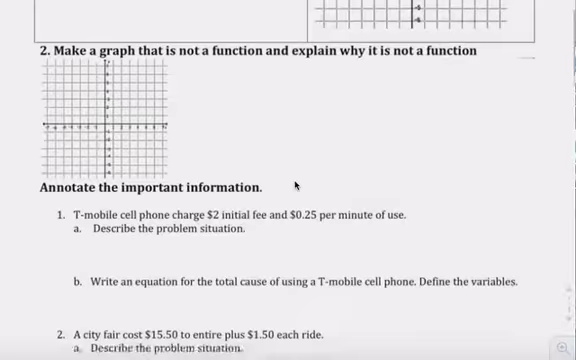 2. Make a graph that is not a function and explain why it is not a function
Annotate the important information.
1. T-mobile cell phone charge $2 initial fee and $0.25 per minute of use.
a. Describe the problem situation.
b. Write an equation for the total cause of using a T-mobile cell phone. Define the variables.
2. A city fair cost $15.50 to entire plus $1.50 each ride.
a. Describe the problem situation.